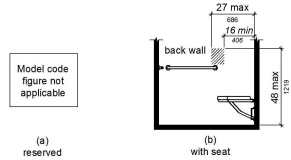 27 max
686
16 min
406
back wall
Model code
figure not
applicable
48 max
1219
(a)
reserved
(b)
with seat